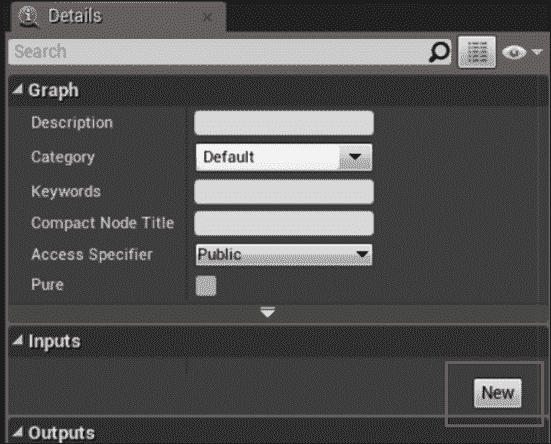 Details
Search
Graph
Description
Category Default
Keywords
Compact Node Title
Access Specifier Public
Pure
Inputs
New
Outputs